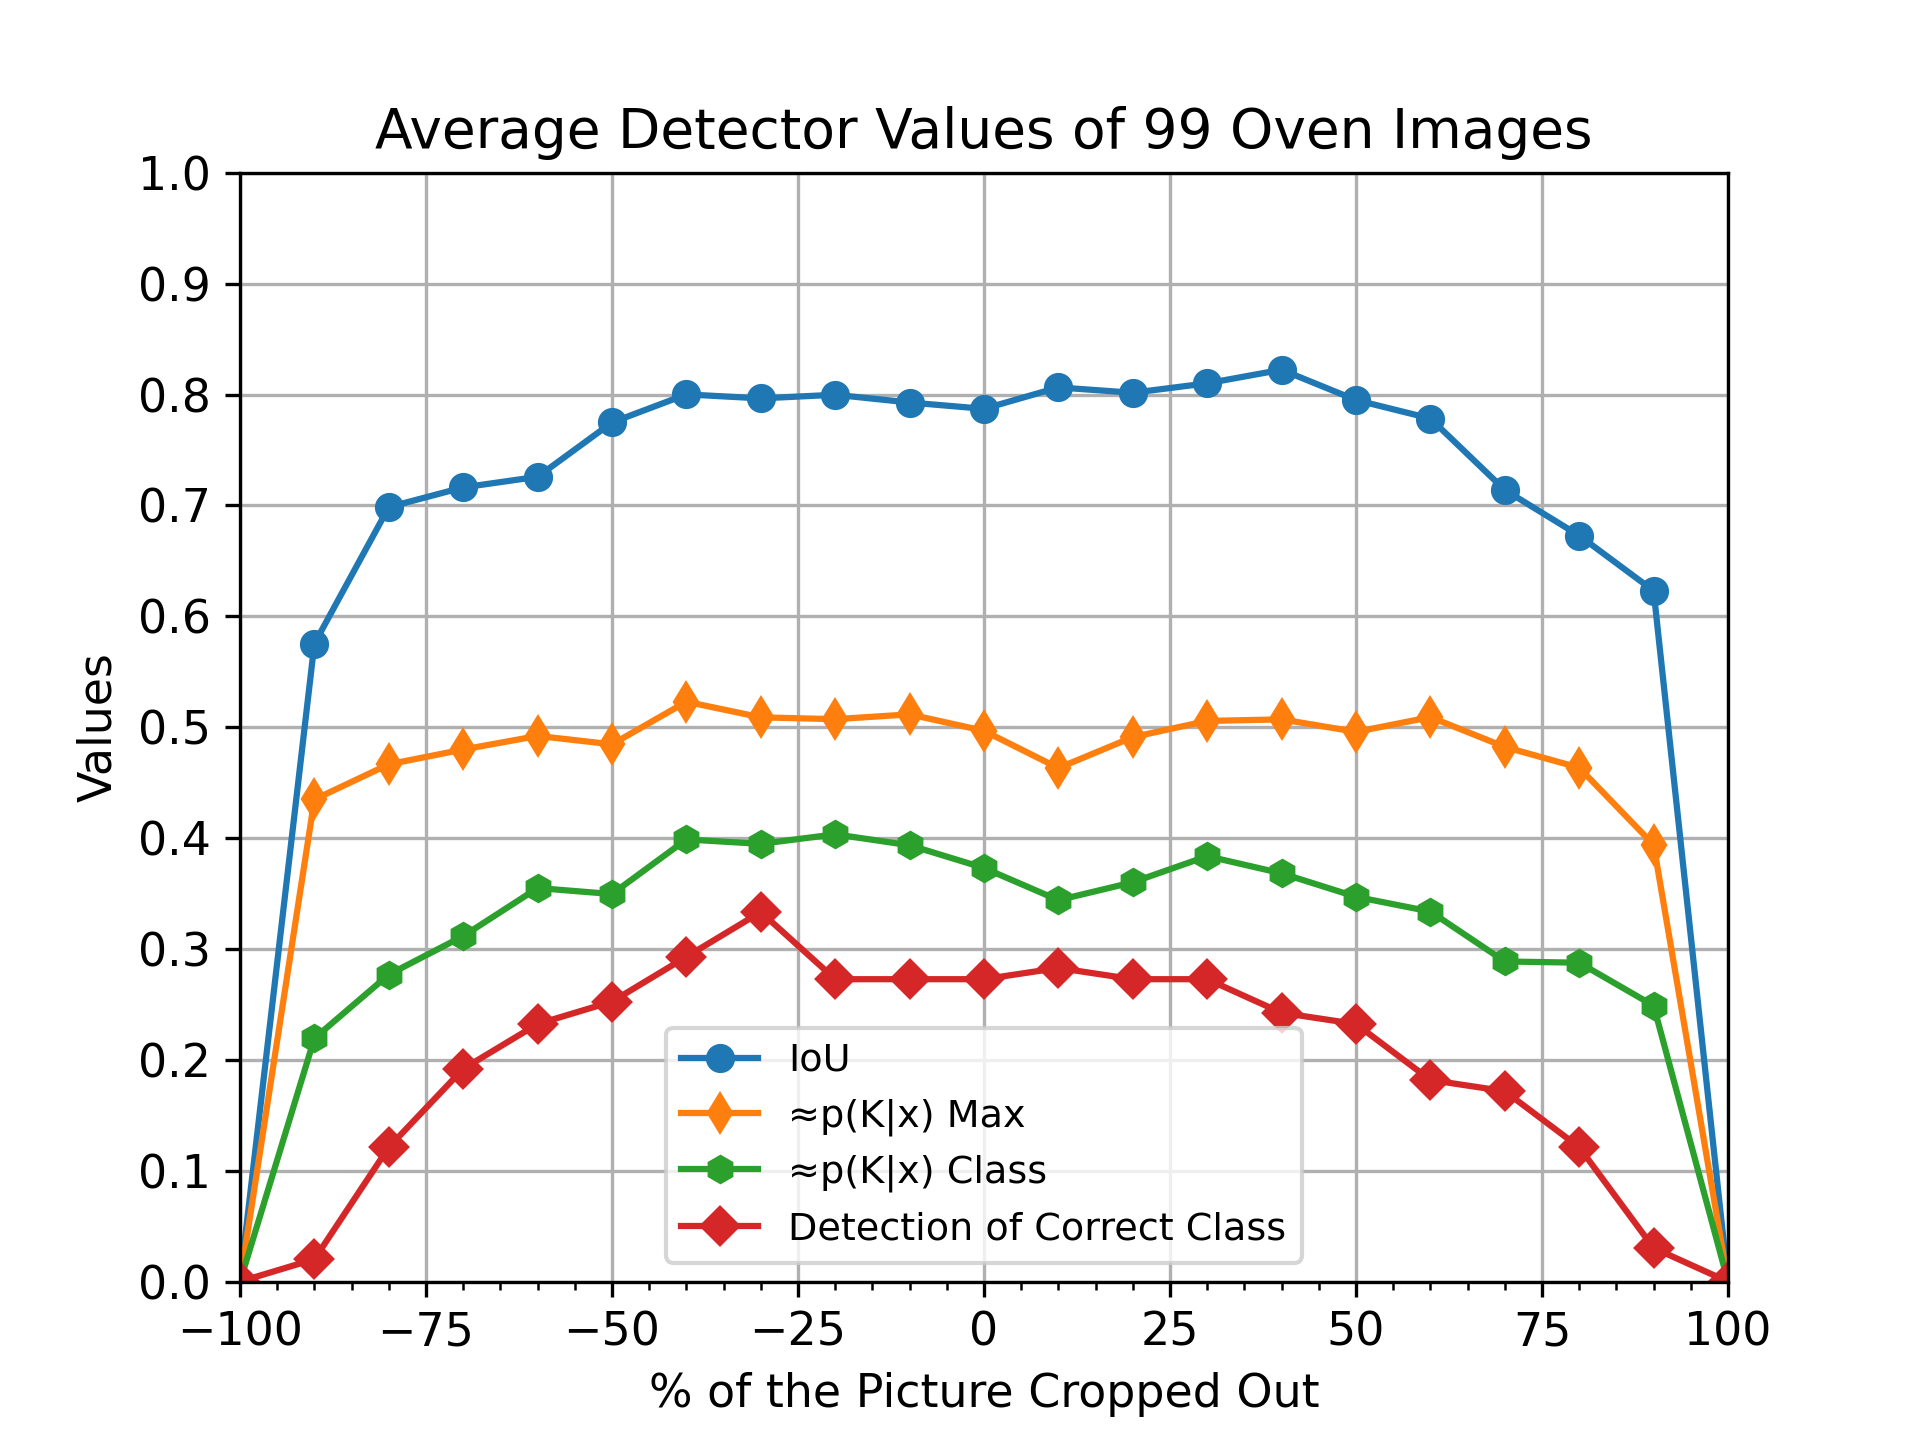 Average Detector Values of 99 Oven Images
1.0
0.9
0.8
0.7
0.6
0.5
0.4
0.3
0.2
0.1
0.0
Values
IoU
≈p(K|x) Max
≈p(K|x) Class
Detection of Correct Class
−100 −75 −50 −25 0 25 50 75 100
% of the Picture Cropped Out